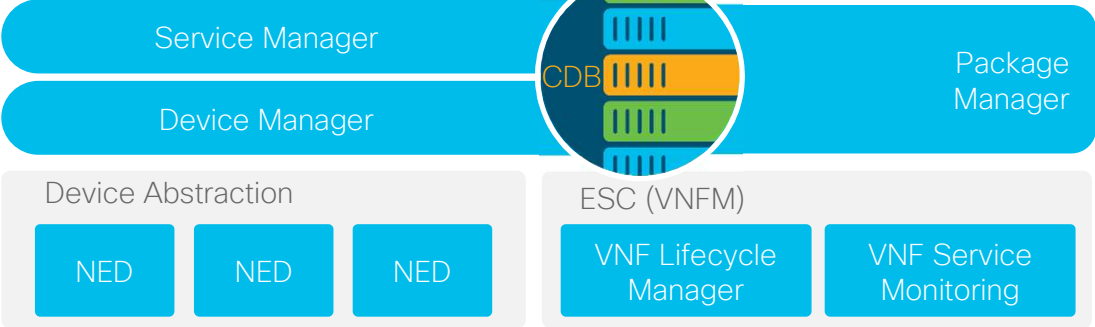 Service Manager
CDB
Package
Manager
Device Manager
Device Abstraction
NED
NED
NED
ESC (VNFM)
VNF Lifecycle
Manager
VNF Service
Monitoring